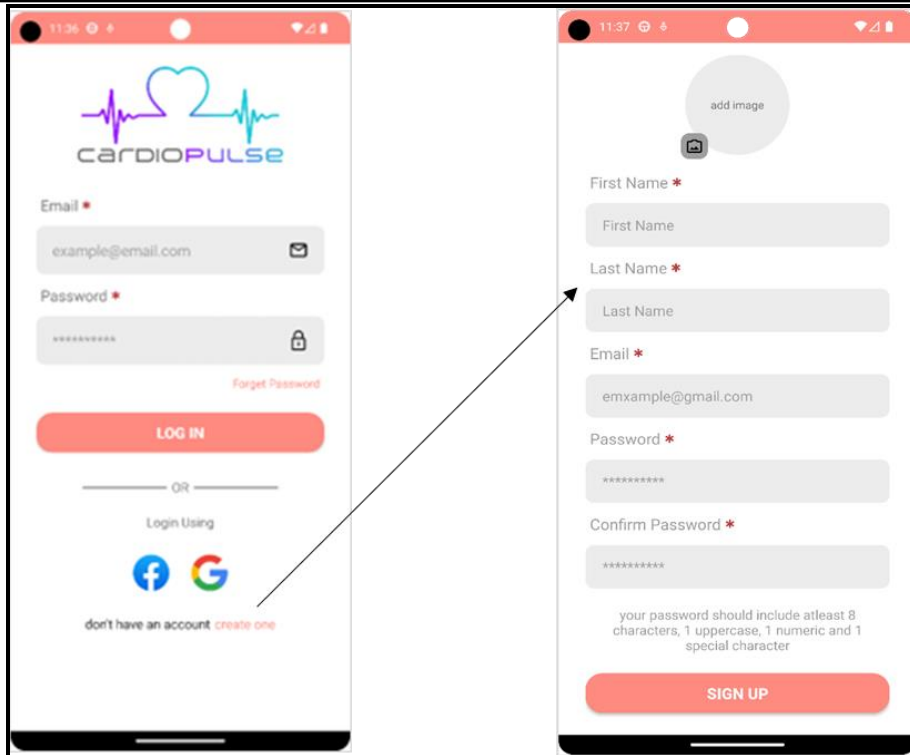 11:36
CARDIOPULSE
Email *
example@email.com
Password *
**********
Forget Password
LOG IN
OR
Login Using
don't have an account create one
11:37
add image
First Name *
First Name
Last Name *
Last Name
Email *
emxample@gmail.com
Password *
**********
Confirm Password *
**********
your password should include atleast 8
characters, 1 uppercase, 1 numeric and 1
special character
SIGN UP